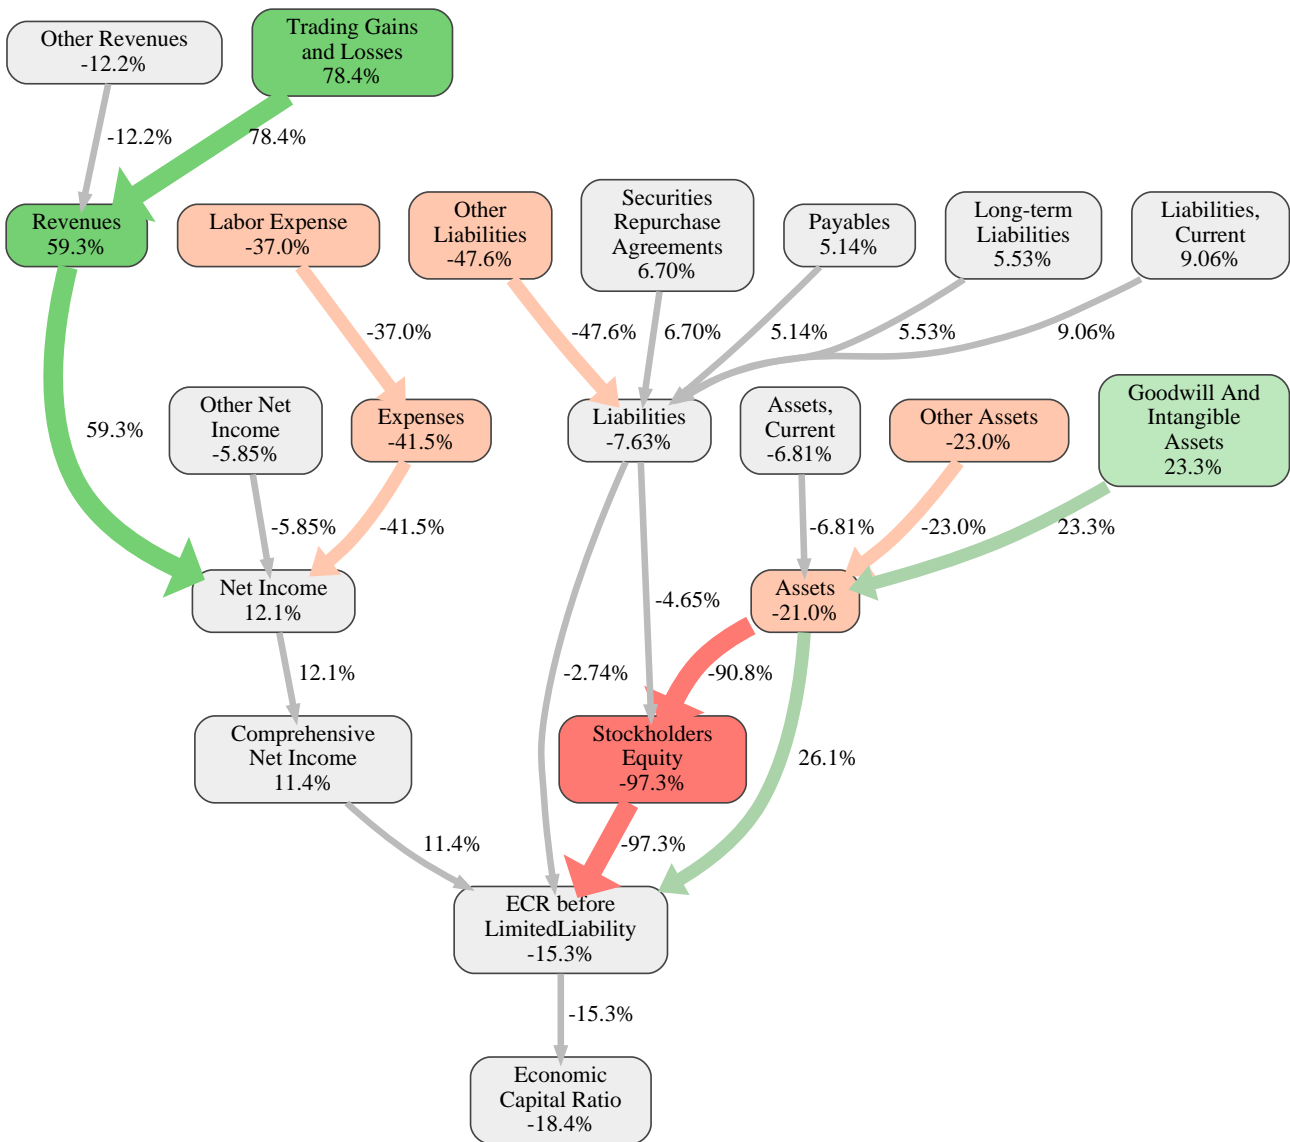 Other Revenues
-12.2%
Trading Gains
and Losses
78.4%
-12.2%
78.4%
Revenues
59.3%
Labor Expense
-37.0%
Other
Liabilities
-47.6%
Securities
Repurchase
Agreements
6.70%
Payables
5.14%
Long-term
Liabilities
5.53%
Liabilities,
Current
9.06%
-37.0%
-47.6%
6.70%
5.14%
5.53%
9.06%
59.3%
Other Net
Income
-5.85%
Expenses
-41.5%
Liabilities
-7.63%
Assets,
Current
-6.81%
Other Assets
-23.0%
Goodwill And
Intangible
Assets
23.3%
-5.85%
-41.5%
-6.81%
-23.0%
23.3%
Net Income
12.1%
-4.65%
Assets
-21.0%
12.1%
-2.74%
-90.8%
26.1%
Comprehensive
Net Income
11.4%
Stockholders
Equity
-97.3%
11.4%
-97.3%
ECR before
LimitedLiability
-15.3%
-15.3%
Economic
Capital Ratio
-18.4%